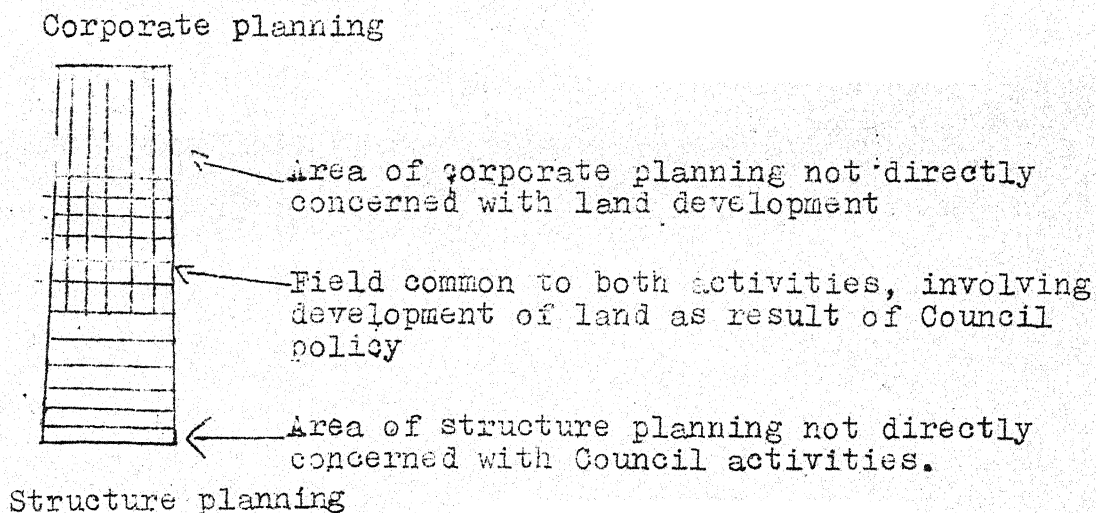 Corporate planning
Area of corporate planning not directly
concerned with land development
Field common to both activities, involving
development of land as result of Council
policy
Area of structure planning not directly
concerned with Council activities.
Structure planning